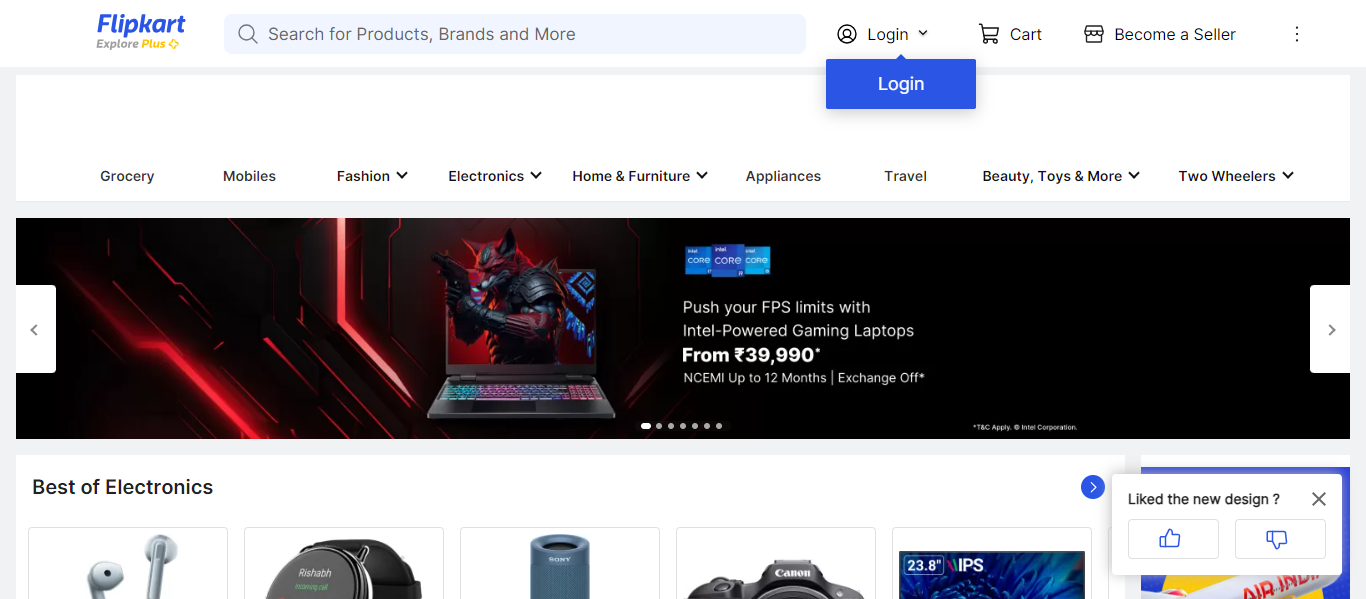 Flipkart
Explore Plus
Search for Products, Brands and More
Login
Cart
Become a Seller
Login
Grocery
Mobiles
Fashion
Electronics
Home & Furniture
Appliances
Travel
Beauty, Toys & More
Two Wheelers
intel CORE
intel CORE
intel CORE
Push your FPS limits with
Intel-Powered Gaming Laptops
From ₹39,990*
NCEMI Up to 12 Months | Exchange Off*
*T&C Apply. © Intel Corporation.
Best of Electronics
Liked the new design ?
Rishabh
Incoming call
SONY
Canon
23.8" IPS
AIR INDI